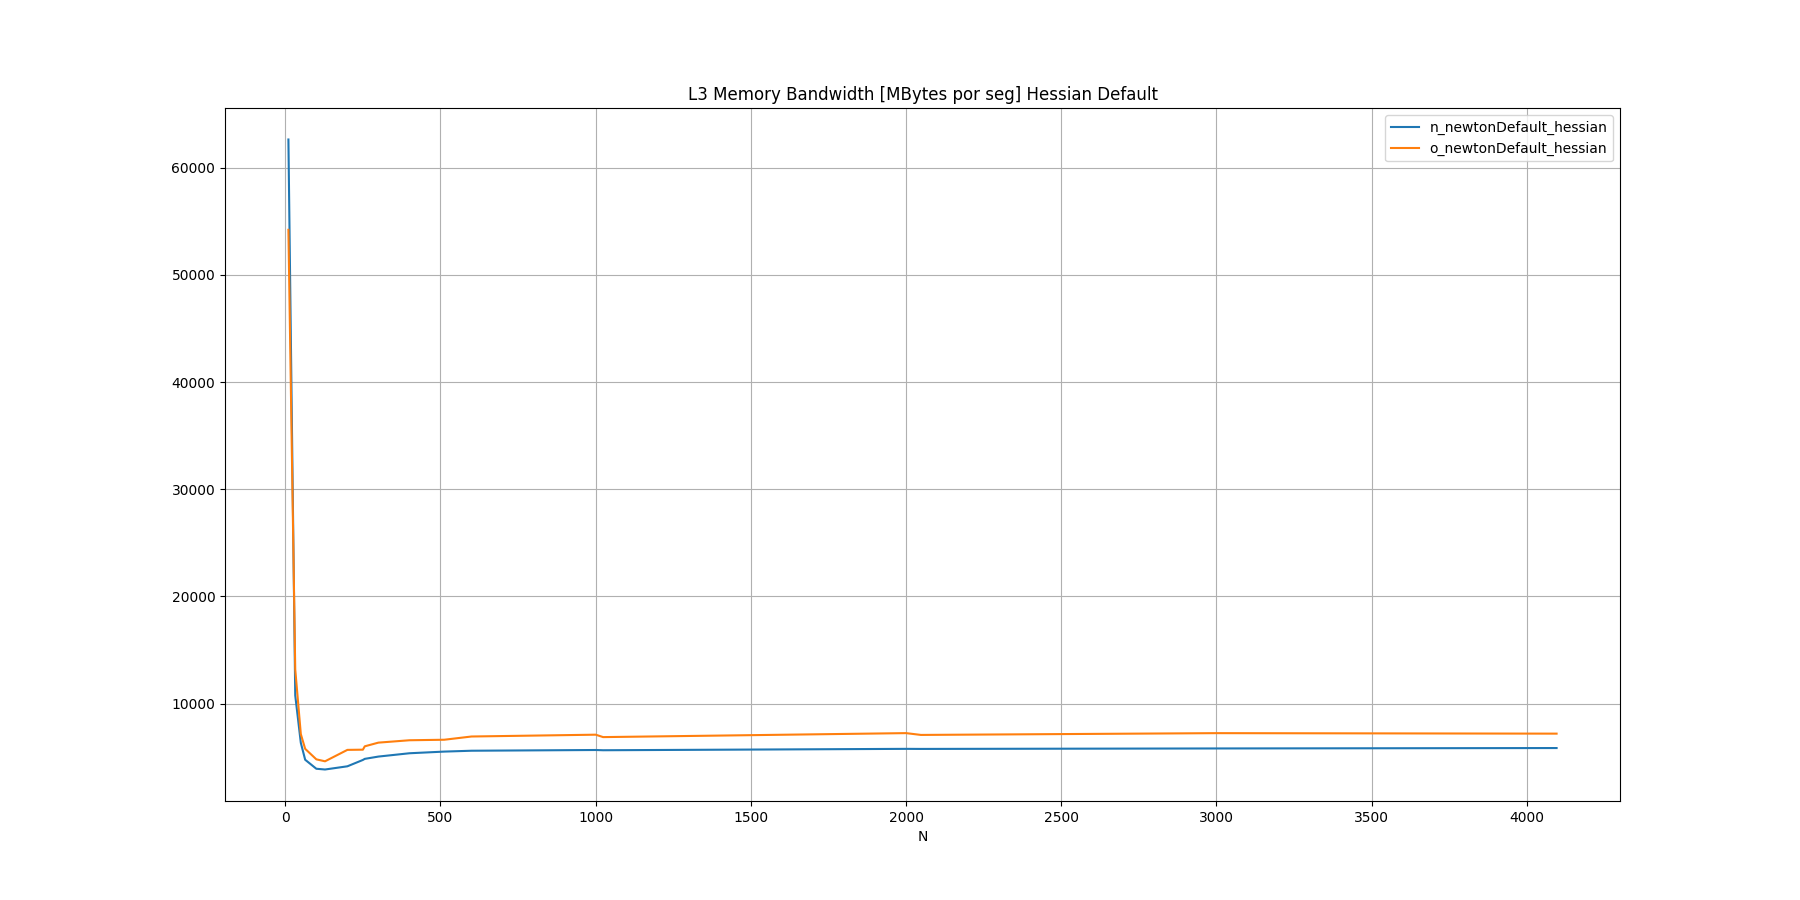 L3 Memory Bandwidth [MBytes por seg] Hessian Default
n_newtonDefault_hessian
o_newtonDefault_hessian
60000
50000
40000
30000
20000
10000
0 500 1000 1500 2000 2500 3000 3500 4000
N